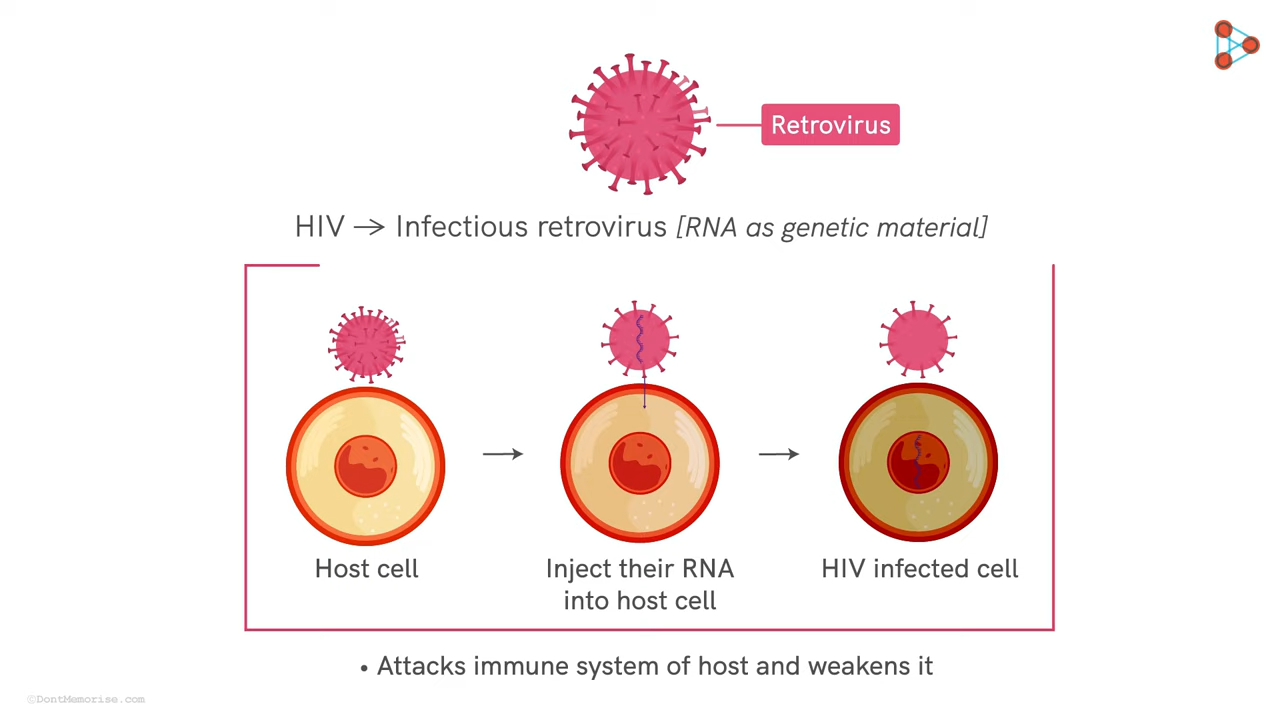 Retrovirus
HIV → Infectious retrovirus [RNA as genetic material]
Host cell
Inject their RNA
into host cell
HIV infected cell
• Attacks immune system of host and weakens it
©DontMemorise.com